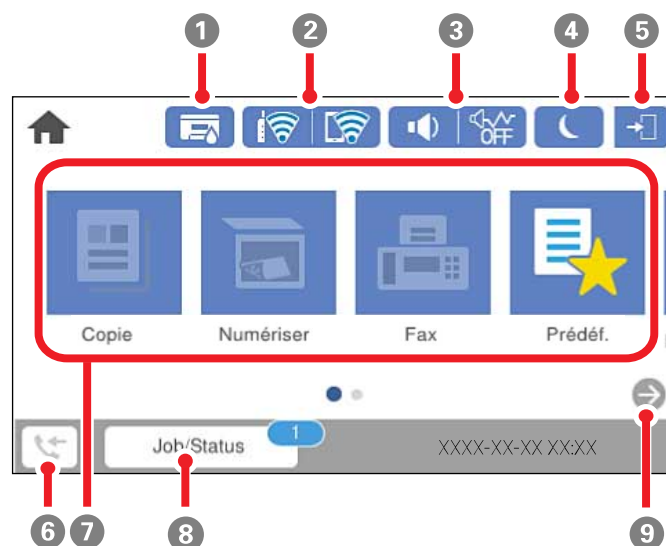 1 2 3 4 5
OFF
Copie Numériser Fax Prédéf.
Job/Status 1 XXXX-XX-XX XX:XX
6 7 8 9